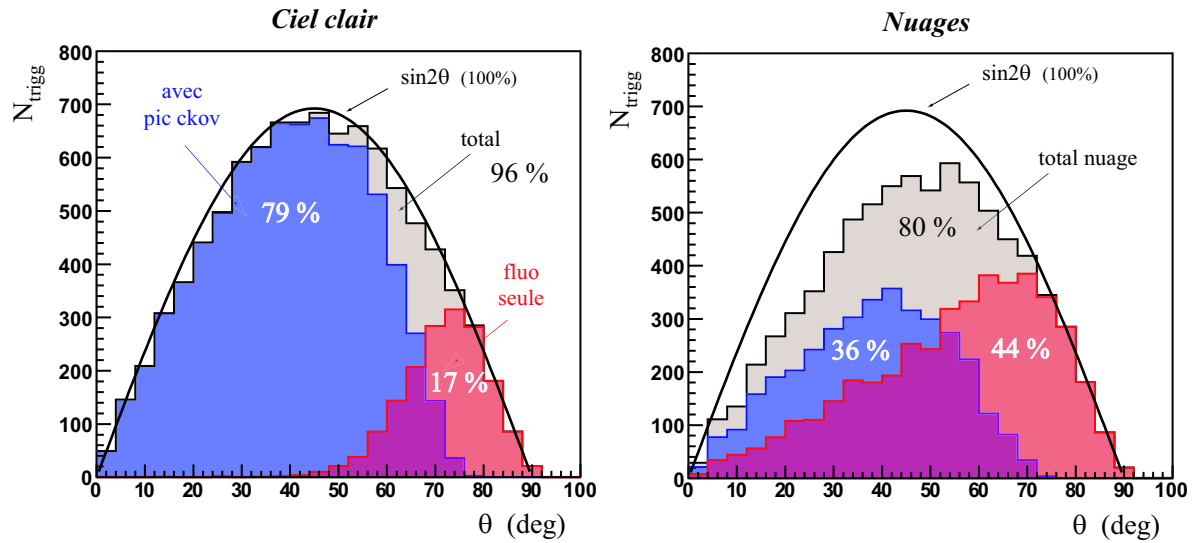 Ciel clair
N_trigg
800
700
600
500
400
300
200
100
0
0 10 20 30 40 50 60 70 80 90 100
θ (deg)
avec
pic ckov
sin2θ (100%)
total
96 %
79 %
fluo
seule
17 %
Nuages
N_trigg
800
700
600
500
400
300
200
100
0
0 10 20 30 40 50 60 70 80 90 100
θ (deg)
sin2θ (100%)
total nuage
80 %
36 %
44 %